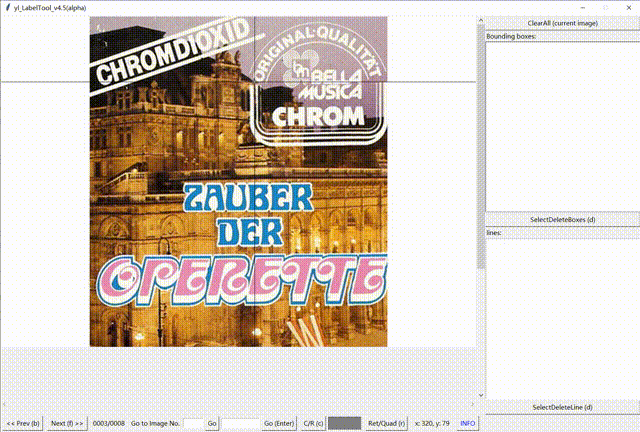 yl_LabelTool_v4.5(alpha)
ClearAll (current image)
Bounding boxes:
CHROMDIOXID
ORIGINAL-QUALITÄT
bm BELLA
MUSICA
CHROM
ZAUBER
DER
OPERETTE
SelectDeleteBoxes (d)
lines:
SelectDeleteLine (d)
<< Prev (b)
Next (f) >>
0003/0008
Go to Image No.
Go
Go (Enter)
C/R (c)
Ret/Quad (r)
x: 320, y: 79
INFO